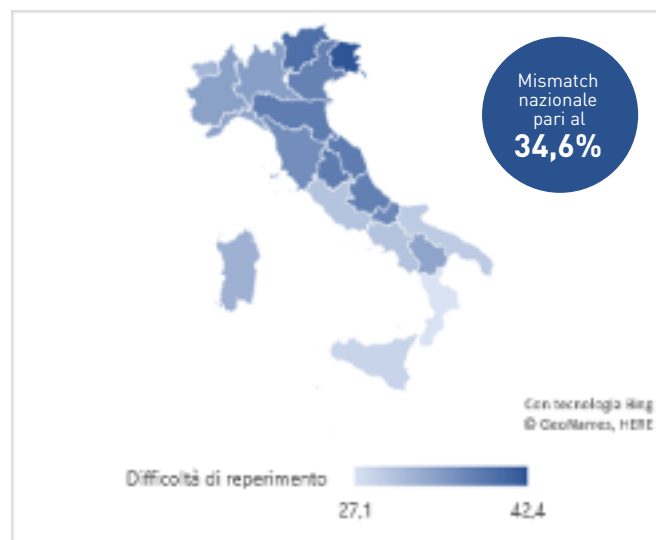 Mismatch
nazionale
pari al
34,6%
Con tecnologia Bing
© GeoNames, HERE
Difficoltà di reperimento
27,1
42,4